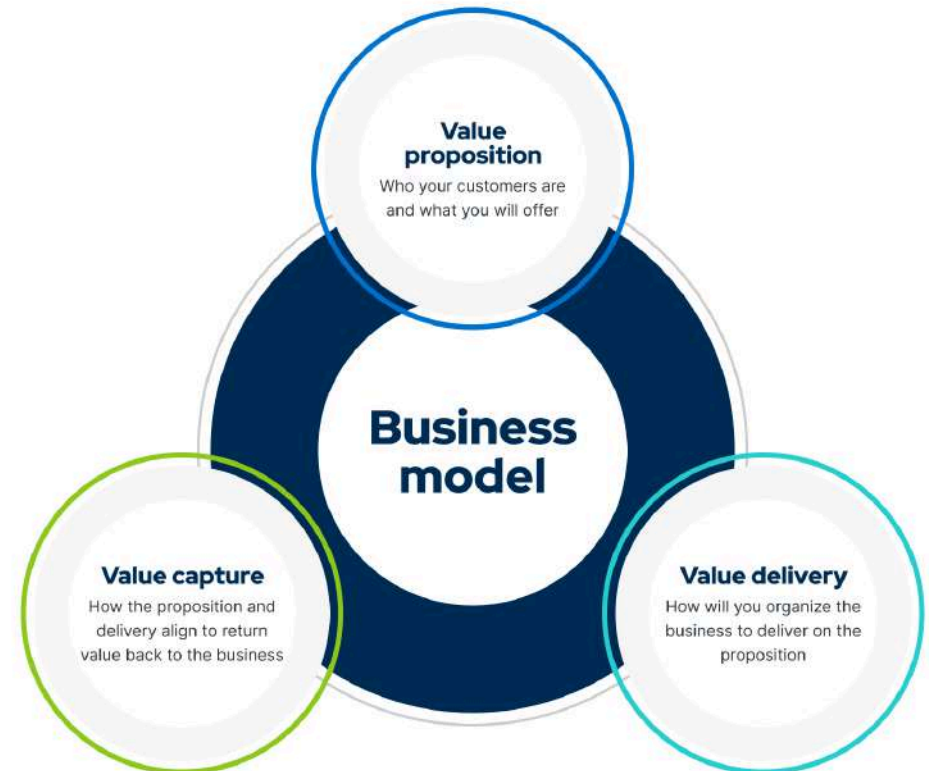 Value
proposition
Who your customers are
and what you will offer
Business
model
Value capture
How the proposition and
delivery align to return
value back to the business
Value delivery
How will you organize the
business to deliver on the
proposition